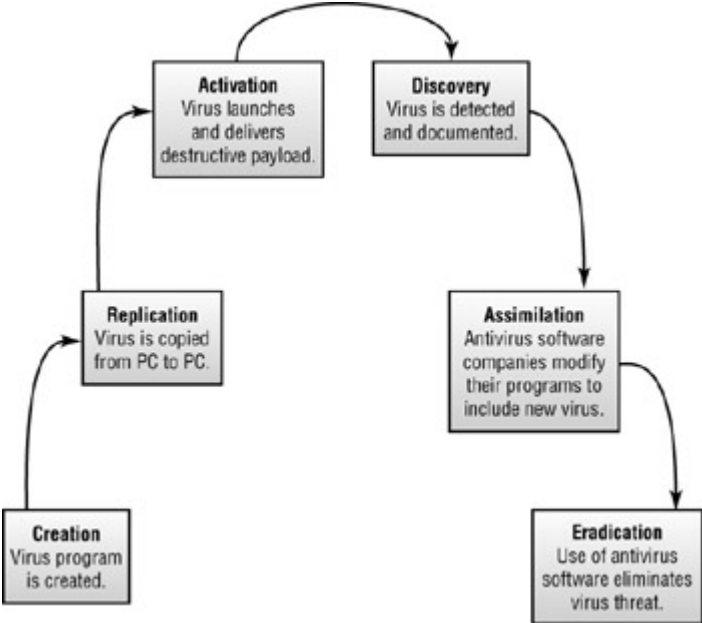 Activation
Virus launches
and delivers
destructive payload.
Discovery
Virus is detected
and documented.
Replication
Virus is copied
from PC to PC.
Assimilation
Antivirus software
companies modify
their programs to
include new virus.
Creation
Virus program
is created.
Eradication
Use of antivirus
software eliminates
virus threat.